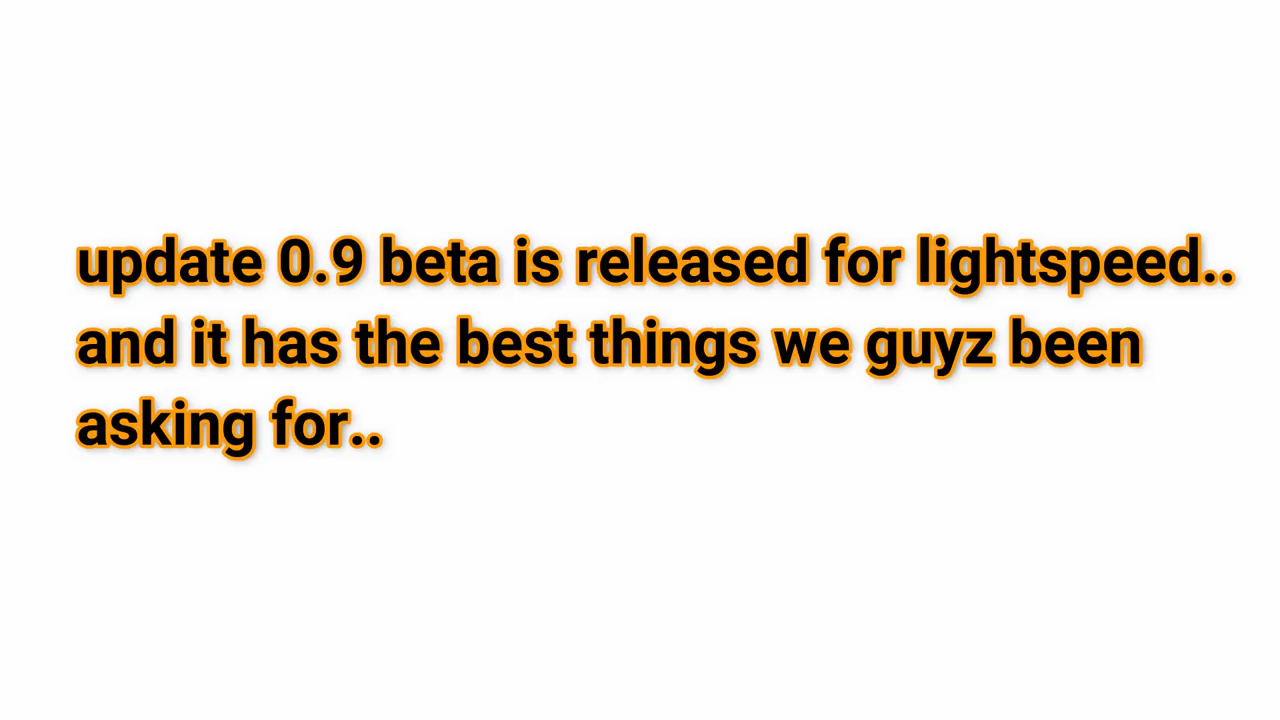 update 0.9 beta is released for lightspeed..
and it has the best things we guyz been
asking for..